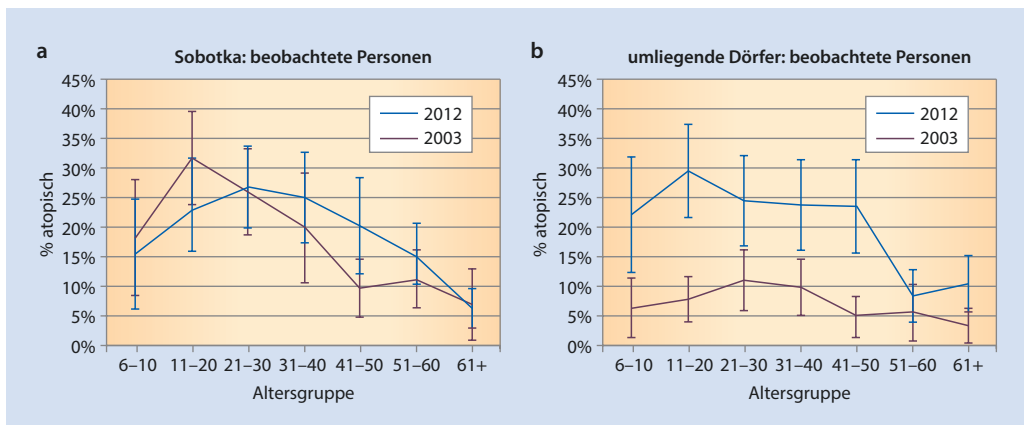 a
Sobotka: beobachtete Personen
45%
40%
35%
30%
25%
20%
15%
10%
5%
0%
% atopisch
2012
2003
6–10 11–20 21–30 31–40 41–50 51–60 61+
Altersgruppe
b
umliegende Dörfer: beobachtete Personen
45%
40%
35%
30%
25%
20%
15%
10%
5%
0%
% atopisch
2012
2003
6–10 11–20 21–30 31–40 41–50 51–60 61+
Altersgruppe